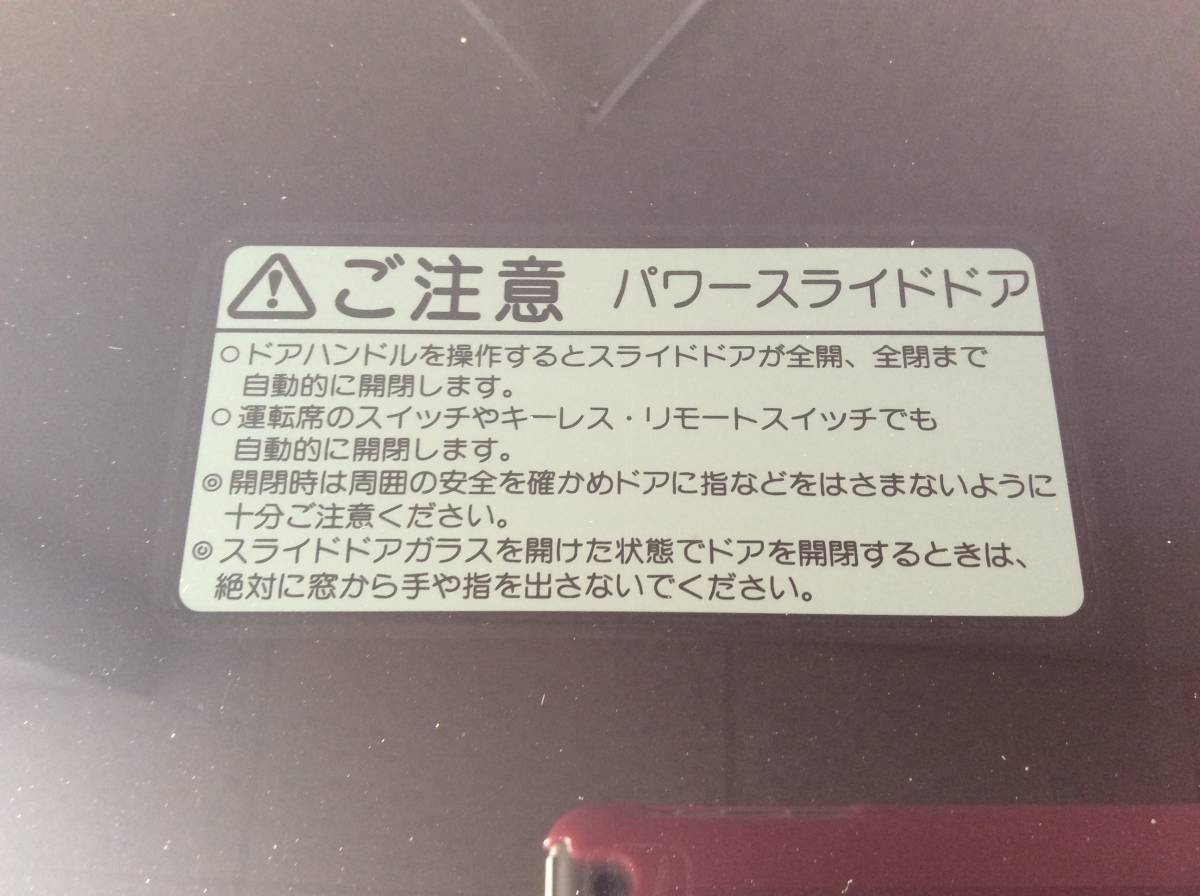 ご注意 パワースライドドア
○ドアハンドルを操作するとスライドドアが全開、全閉まで
自動的に開閉します。
○運転席のスイッチやキーレス・リモートスイッチでも
自動的に開閉します。
◎開閉時は周囲の安全を確かめドアに指などをはさまないように
十分ご注意ください。
◎スライドドアガラスを開けた状態でドアを開閉するときは、
絶対に窓から手や指を出さないでください。